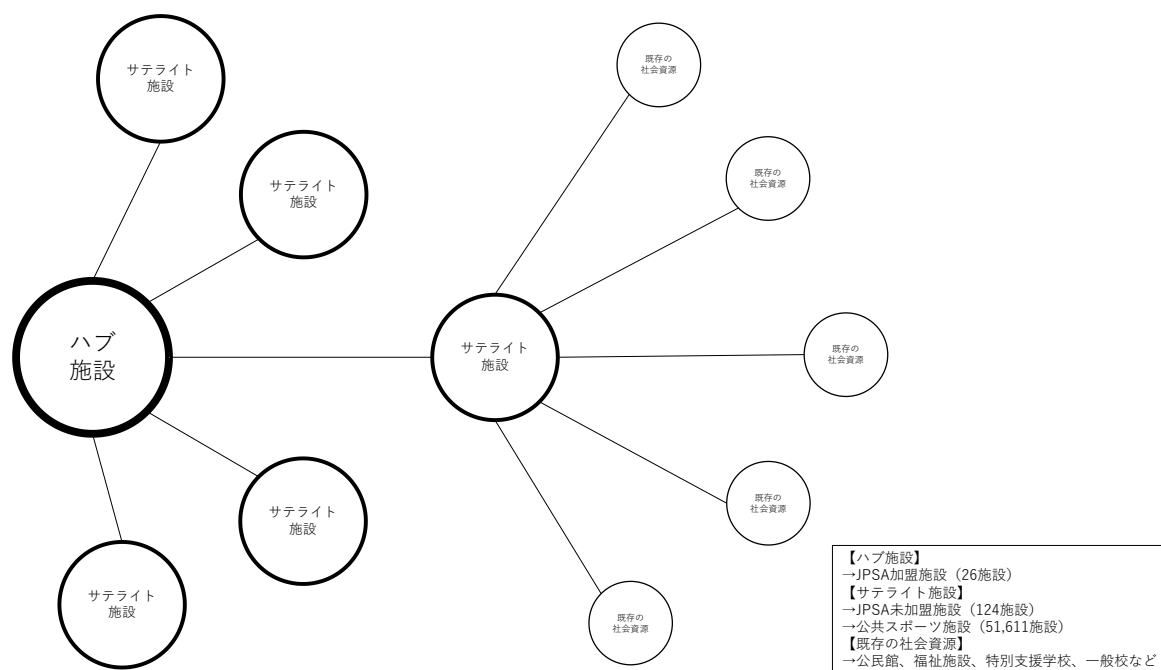 サテライト
施設
サテライト
施設
ハブ
施設
サテライト
施設
サテライト
施設
サテライト
施設
既存の
社会資源
既存の
社会資源
既存の
社会資源
既存の
社会資源
既存の
社会資源
【ハブ施設】
→JPSA加盟施設（26施設）
【サテライト施設】
→JPSA未加盟施設（124施設）
→公共スポーツ施設（51,611施設）
【既存の社会資源】
→公民館、福祉施設、特別支援学校、一般校など